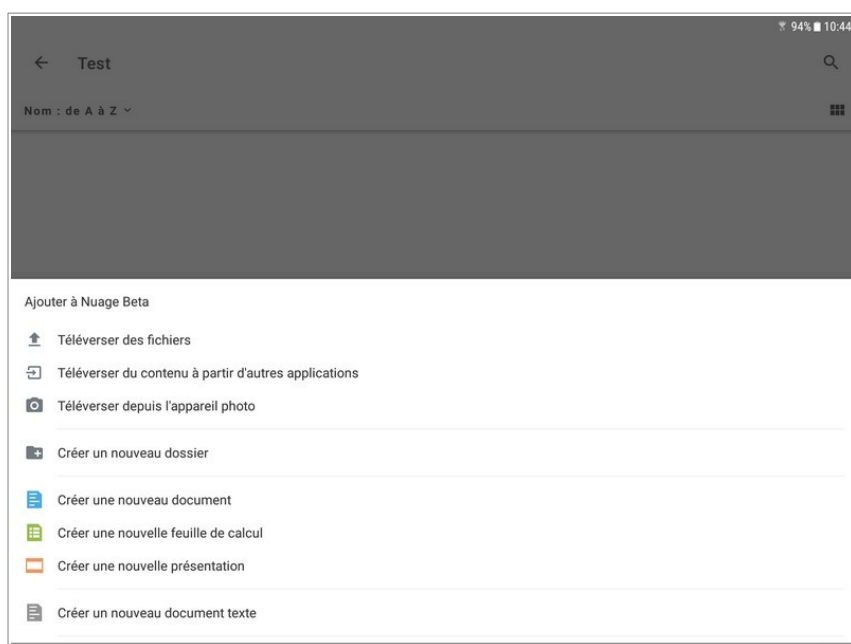 94% 10:44
Test
Nom : de A à Z
Ajouter à Nuage Beta
Téléverser des fichiers
Téléverser du contenu à partir d'autres applications
Téléverser depuis l'appareil photo
Créer un nouveau dossier
Créer une nouveau document
Créer une nouvelle feuille de calcul
Créer une nouvelle présentation
Créer un nouveau document texte